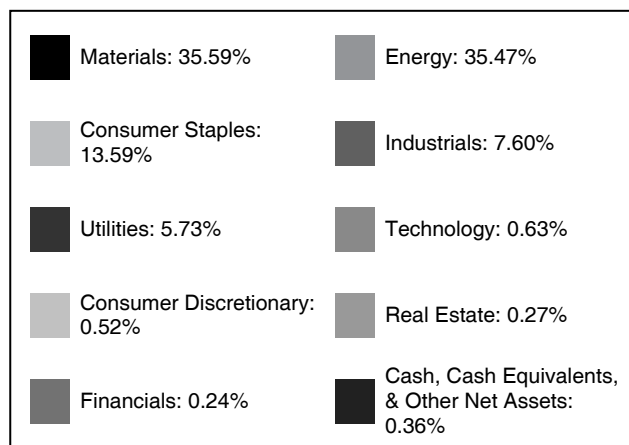 Materials: 35.59%
Energy: 35.47%
Consumer Staples:
13.59%
Industrials: 7.60%
Utilities: 5.73%
Technology: 0.63%
Consumer Discretionary:
0.52%
Real Estate: 0.27%
Financials: 0.24%
Cash, Cash Equivalents,
& Other Net Assets:
0.36%